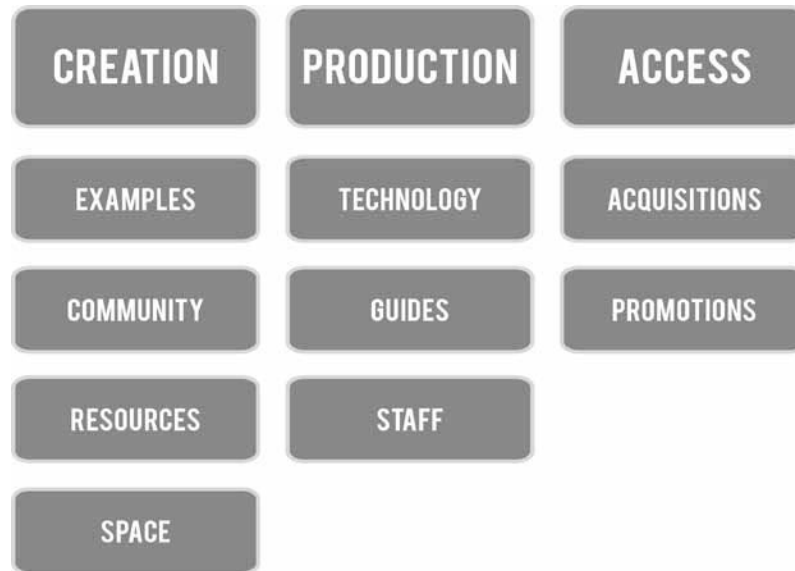 CREATION
PRODUCTION
ACCESS
EXAMPLES
TECHNOLOGY
ACQUISITIONS
COMMUNITY
GUIDES
PROMOTIONS
RESOURCES
STAFF
SPACE